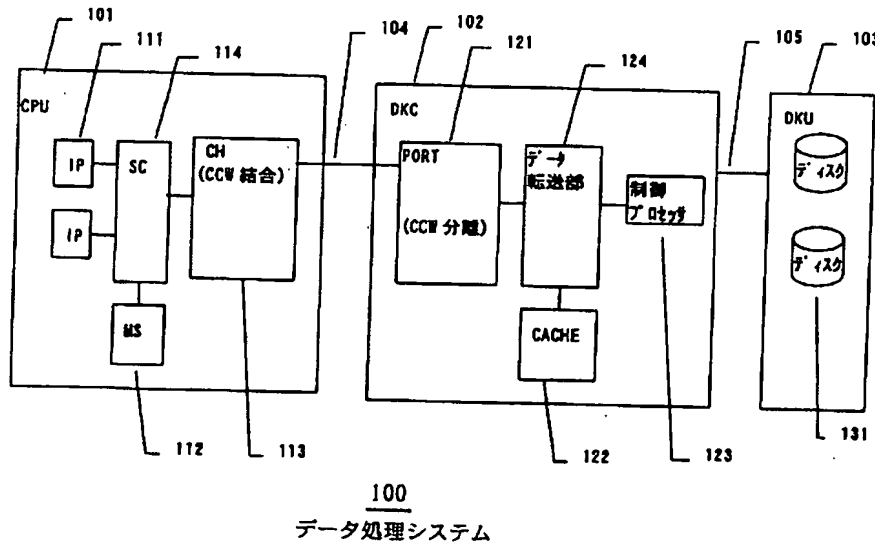 101
111
114
104
102
121
124
105
103
CPU
IP
SC
CH
(CCW 結合)
IP
MS
DKC
PORT
(CCW 分離)
データ
転送部
制御
プロセッサ
CACHE
DKU
ディスク
ディスク
112
113
122
123
131
100
データ処理システム